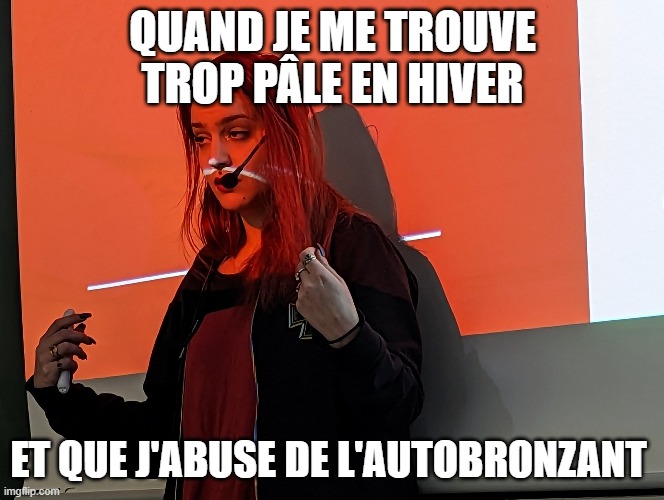 QUAND JE ME TROUVE
TROP PÂLE EN HIVER
ET QUE J'ABUSE DE L'AUTOBRONZANT
imgflip.com